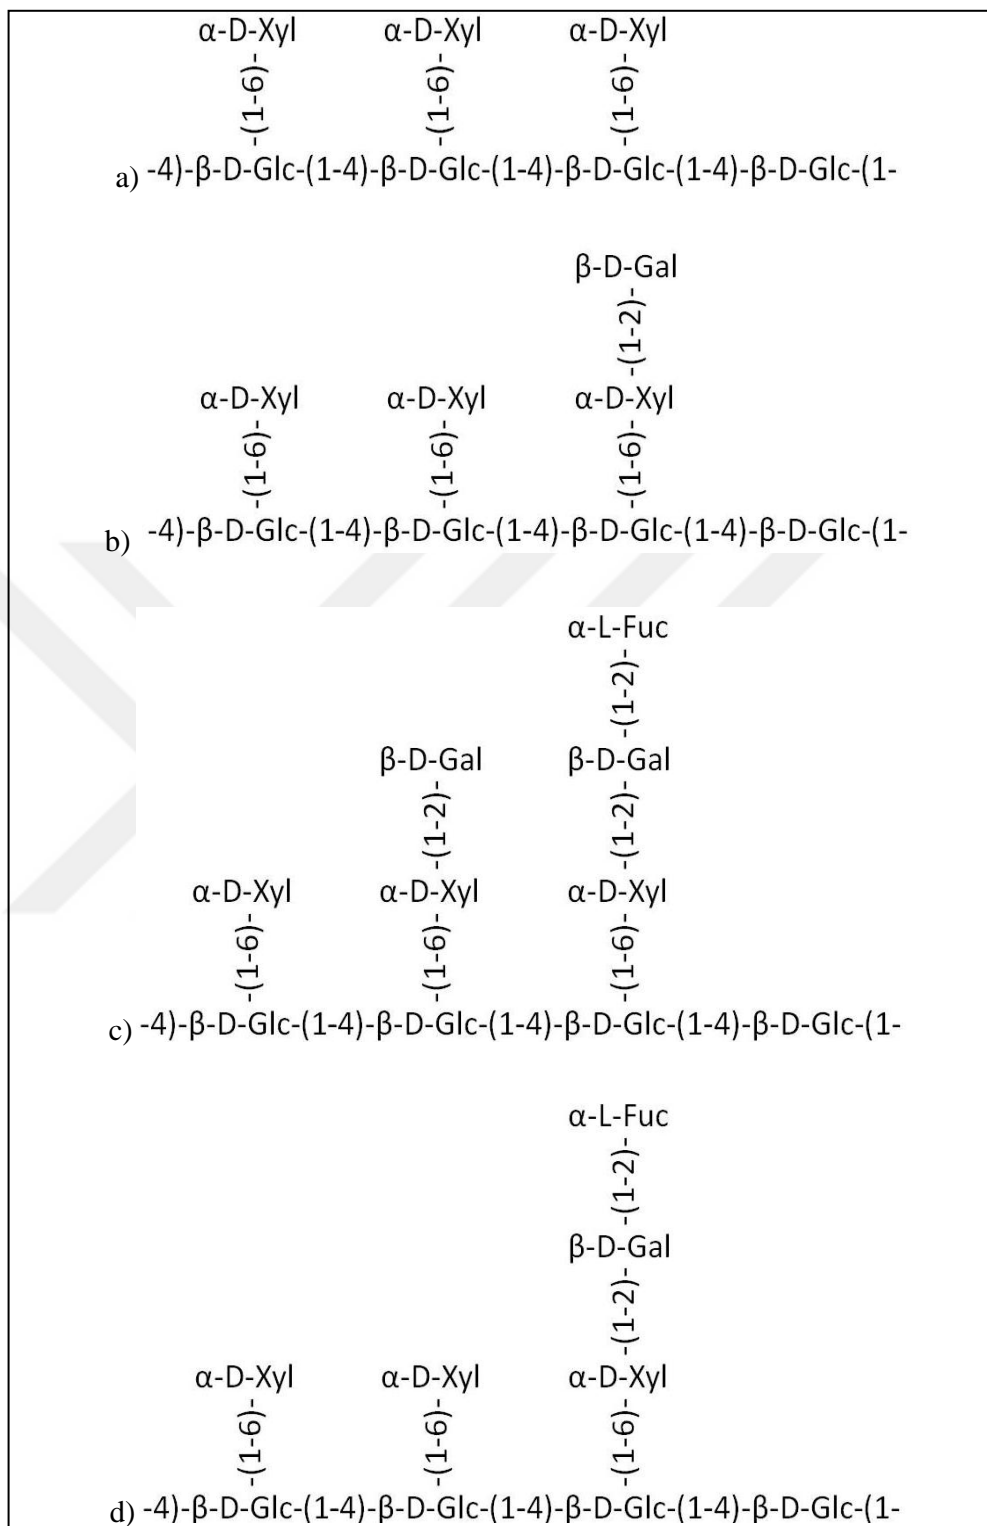 α-D-Xyl α-D-Xyl α-D-Xyl
-(1-6)- -(1-6)- -(1-6)-
a) -4)-β-D-Glc-(1-4)-β-D-Glc-(1-4)-β-D-Glc-(1-4)-β-D-Glc-(1-
β-D-Gal
-(1-2)-
α-D-Xyl α-D-Xyl α-D-Xyl
-(1-6)- -(1-6)- -(1-6)-
b) -4)-β-D-Glc-(1-4)-β-D-Glc-(1-4)-β-D-Glc-(1-4)-β-D-Glc-(1-
α-L-Fuc
-(1-2)-
β-D-Gal β-D-Gal
-(1-2)- -(1-2)-
α-D-Xyl α-D-Xyl α-D-Xyl
-(1-6)- -(1-6)- -(1-6)-
c) -4)-β-D-Glc-(1-4)-β-D-Glc-(1-4)-β-D-Glc-(1-4)-β-D-Glc-(1-
α-L-Fuc
-(1-2)-
β-D-Gal
-(1-2)-
α-D-Xyl α-D-Xyl α-D-Xyl
-(1-6)- -(1-6)- -(1-6)-
d) -4)-β-D-Glc-(1-4)-β-D-Glc-(1-4)-β-D-Glc-(1-4)-β-D-Glc-(1-